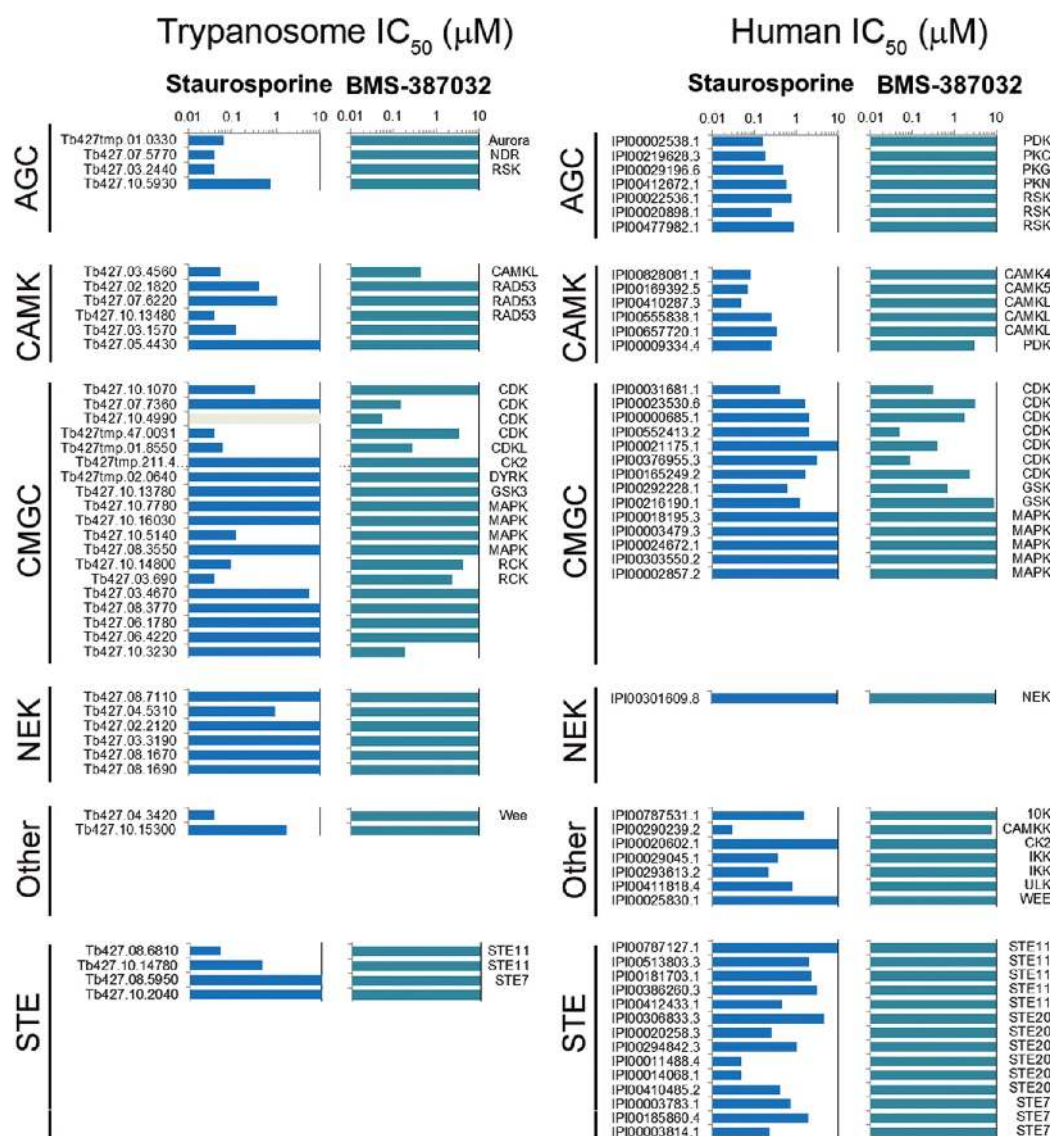 Trypanosome IC50 (μM)
Human IC50 (μM)
Staurosporine BMS-387032
Staurosporine BMS-387032
0.01 0.1 1 10 0.01 0.1 1 10
0.01 0.1 1 10 0.01 0.1 1 10
AGC
Tb427tmp.01.0330 Aurora
Tb427.07.5770 NDR
Tb427.03.2440 RSK
Tb427.10.5930
AGC
IPI00002538.1 PDK
IPI00219628.3 PKC
IPI00029196.6 PKG
IPI00412672.1 PKN
IPI00022536.1 RSK
IPI00020898.1 RSK
IPI00477982.1 RSK
CAMK
Tb427.03.4560 CAMKL
Tb427.02.1820 RAD53
Tb427.07.6220 RAD53
Tb427.10.13480 RAD53
Tb427.03.1570
Tb427.05.4430
CAMK
IPI00828081.1 CAMK4
IPI00169392.5 CAMK5
IPI00410287.3 CAMKL
IPI00555838.1 CAMKL
IPI00657720.1 CAMKL
IPI00009334.4 PDK
CMGC
Tb427.10.1070 CDK
Tb427.07.7360 CDK
Tb427.10.4990 CDK
Tb427tmp.47.0031 CDK
Tb427tmp.01.8550 CDKL
Tb427tmp.211.4... CK2
Tb427tmp.02.0640 DYRK
Tb427.10.13780 GSK3
Tb427.10.7780 MAPK
Tb427.10.16030 MAPK
Tb427.10.5140 MAPK
Tb427.08.3550 MAPK
Tb427.10.14800 RCK
Tb427.03.690 RCK
Tb427.03.4670
Tb427.08.3770
Tb427.06.1780
Tb427.06.4220
Tb427.10.3230
CMGC
IPI00031681.1 CDK
IPI00023530.6 CDK
IPI00000685.1 CDK
IPI00552413.2 CDK
IPI00021175.1 CDK
IPI00376955.3 CDK
IPI00165249.2 CDK
IPI00292228.1 GSK
IPI00216190.1 GSK
IPI00018195.3 MAPK
IPI00003479.3 MAPK
IPI00024672.1 MAPK
IPI00303550.2 MAPK
IPI00002857.2 MAPK
NEK
Tb427.08.7110
Tb427.04.5310
Tb427.02.2120
Tb427.03.3190
Tb427.08.1670
Tb427.08.1690
NEK
IPI00301609.8 NEK
Other
Tb427.04.3420 Wee
Tb427.10.15300
Other
IPI00787531.1 10K
IPI00290239.2 CAMKK
IPI00020602.1 CK2
IPI00029045.1 IKK
IPI00293613.2 IKK
IPI00411818.4 ULK
IPI00025830.1 WEE
STE
Tb427.08.6810 STE11
Tb427.10.14780 STE11
Tb427.08.5950 STE7
Tb427.10.2040
STE
IPI00787127.1 STE11
IPI00513803.3 STE11
IPI00181703.1 STE11
IPI00386260.3 STE11
IPI00412433.1 STE11
IPI00306833.3 STE20
IPI00020258.3 STE20
IPI00294842.3 STE20
IPI00011488.4 STE20
IPI00014068.1 STE20
IPI00410485.2 STE20
IPI00003783.1 STE7
IPI00185860.4 STE7
IPI00003814.1 STE7